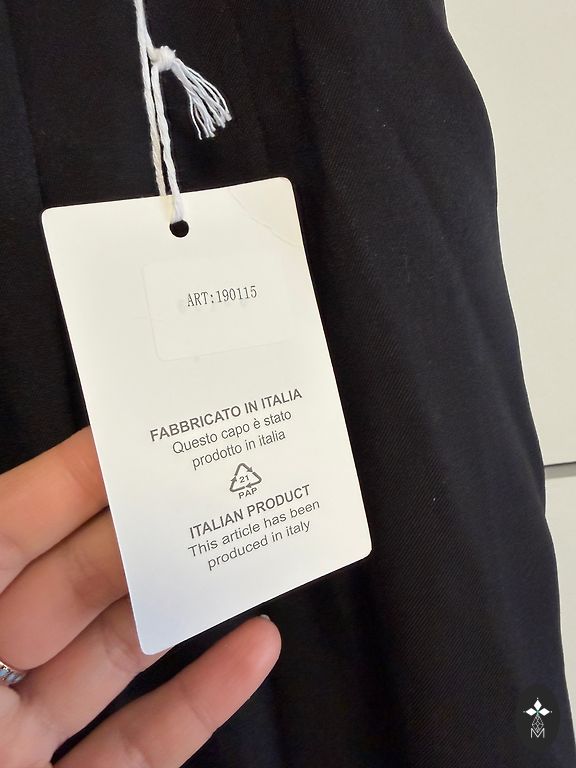 ART:190115
FABBRICATO IN ITALIA
Questo capo è stato
prodotto in italia
21
PAP
ITALIAN PRODUCT
This article has been
produced in italy
M